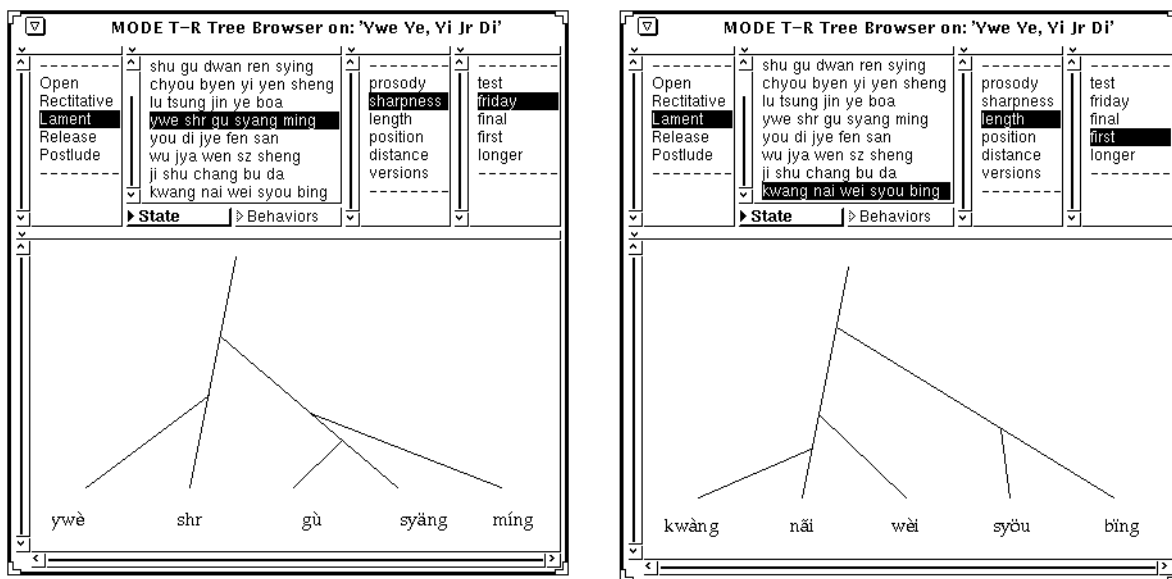 MODE T-R Tree Browser on: 'Ywe Ye, Yi Jr Di'
Open
Rectitative
Lament
Release
Postlude
shu gu dwan ren sying
chyou byen yi yen sheng
lu tsung jin ye boa
ywe shr gu syang ming
you di jye fen san
wu jya wen sz sheng
ji shu chang bu da
kwang nai wei syou bing
State
Behaviors
prosody
sharpness
length
position
distance
versions
test
friday
final
first
longer
ywè shr gù syäng míng
MODE T-R Tree Browser on: 'Ywe Ye, Yi Jr Di'
Open
Rectitative
Lament
Release
Postlude
shu gu dwan ren sying
chyou byen yi yen sheng
lu tsung jin ye boa
ywe shr gu syang ming
you di jye fen san
wu jya wen sz sheng
ji shu chang bu da
kwang nai wei syou bing
State
Behaviors
prosody
sharpness
length
position
distance
versions
test
friday
final
first
longer
kwàng nãi wèi syöu bïng